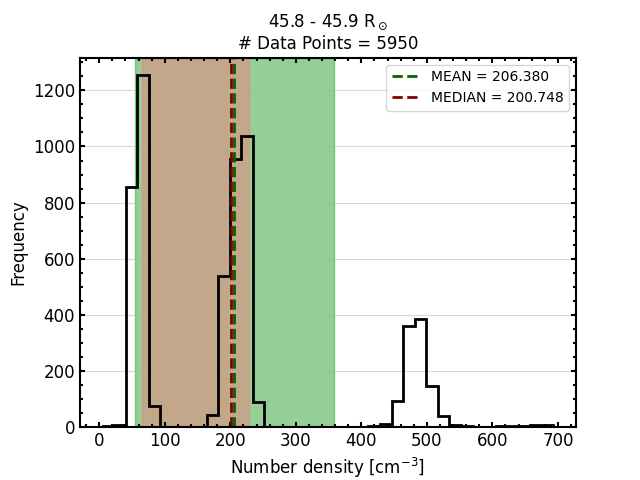 45.8 - 45.9 R⊙
# Data Points = 5950
MEAN = 206.380
MEDIAN = 200.748
Frequency
1200
1000
800
600
400
200
0
0 100 200 300 400 500 600 700
Number density [cm⁻³]